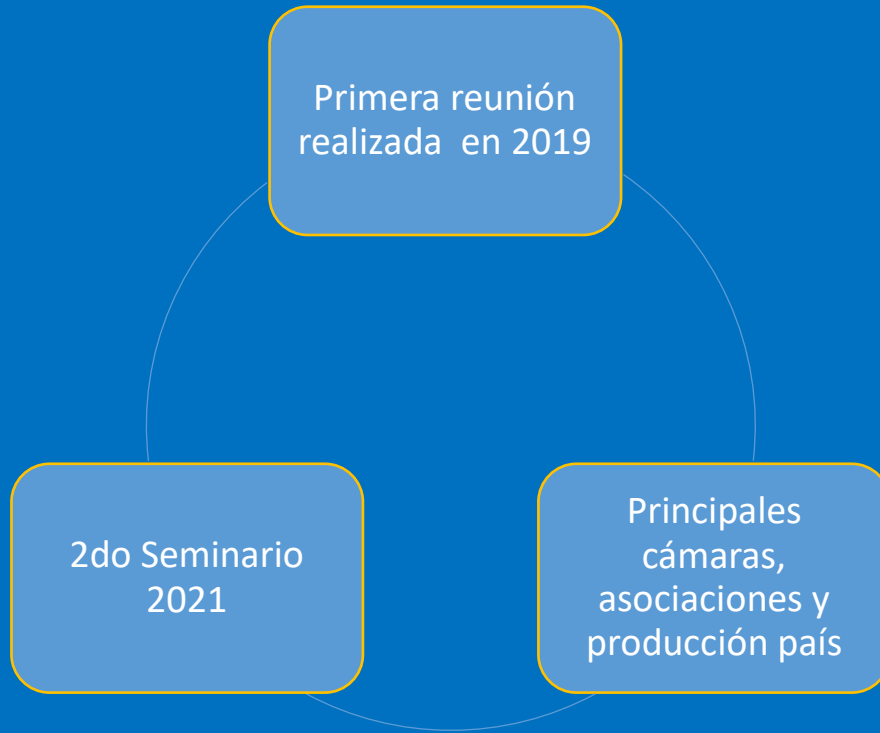 Primera reunión
realizada  en 2019
2do Seminario
2021
Principales
cámaras,
asociaciones y
producción país